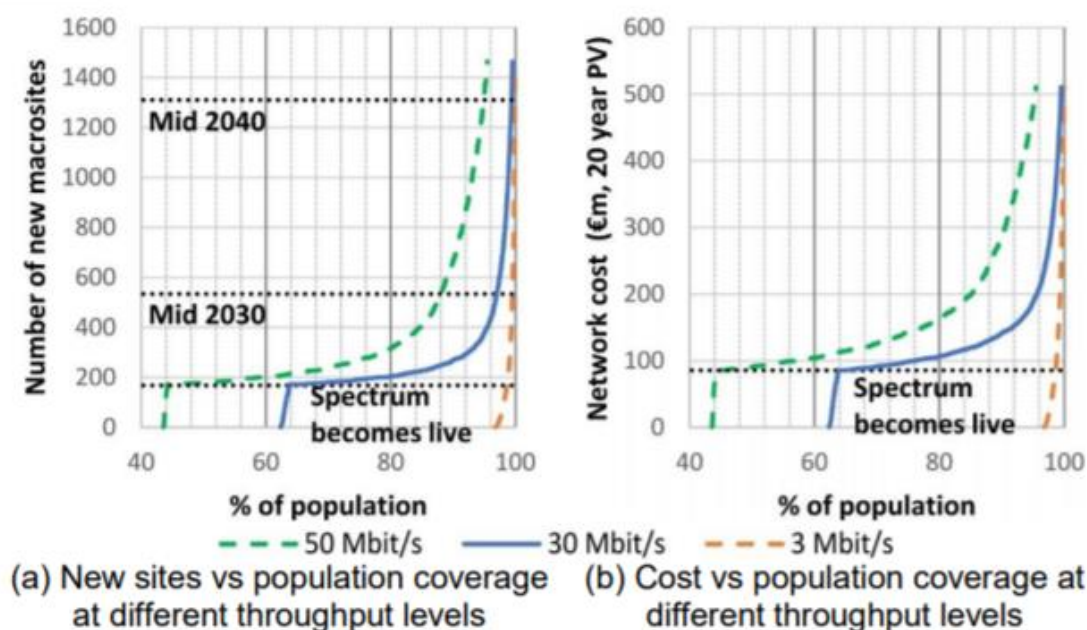 Number of new macrosites
1600
1400
1200
1000
800
600
400
200
0
Mid 2040
Mid 2030
Spectrum
becomes live
40 60 80 100
% of population
Network cost (€m, 20 year PV)
600
500
400
300
200
100
0
Spectrum
becomes live
40 60 80 100
% of population
50 Mbit/s 30 Mbit/s 3 Mbit/s
(a) New sites vs population coverage
at different throughput levels
(b) Cost vs population coverage at
different throughput levels